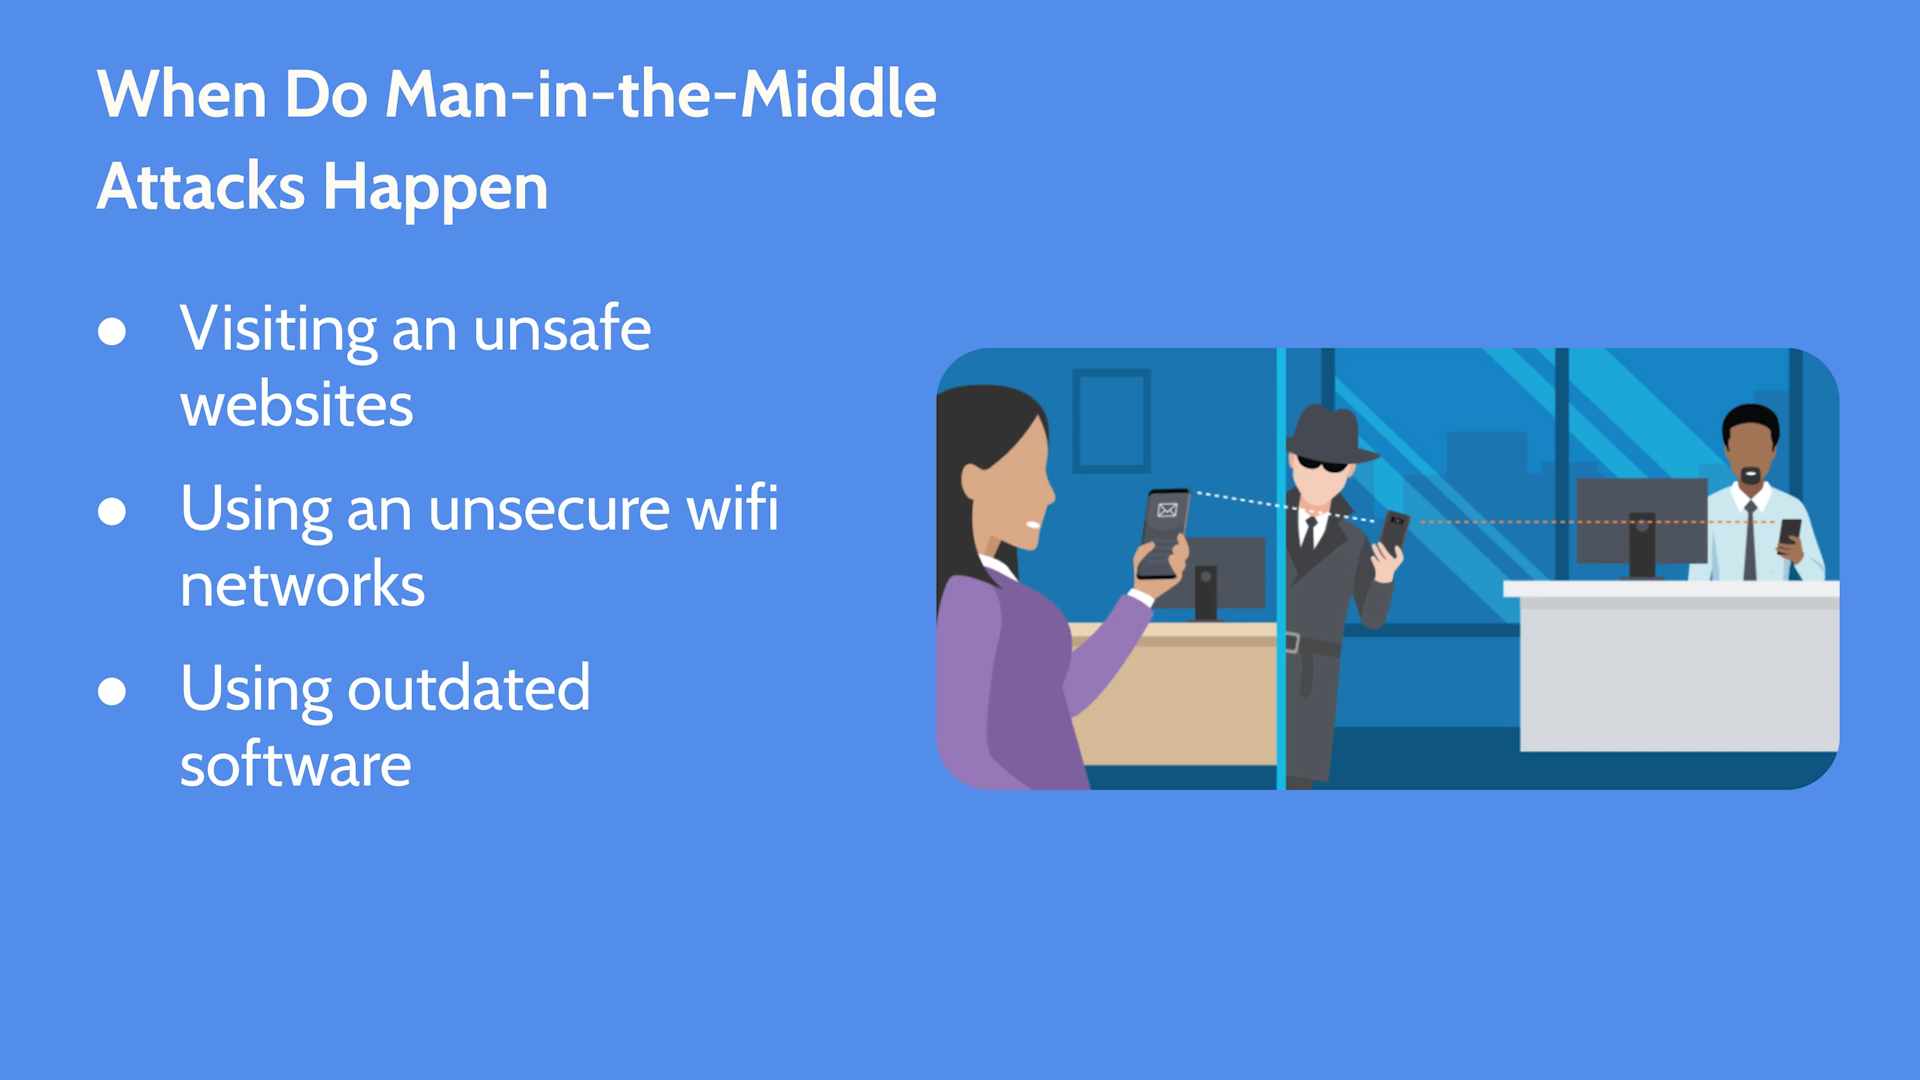 When Do Man-in-the-Middle
Attacks Happen
● Visiting an unsafe
websites
● Using an unsecure wifi
networks
● Using outdated
software